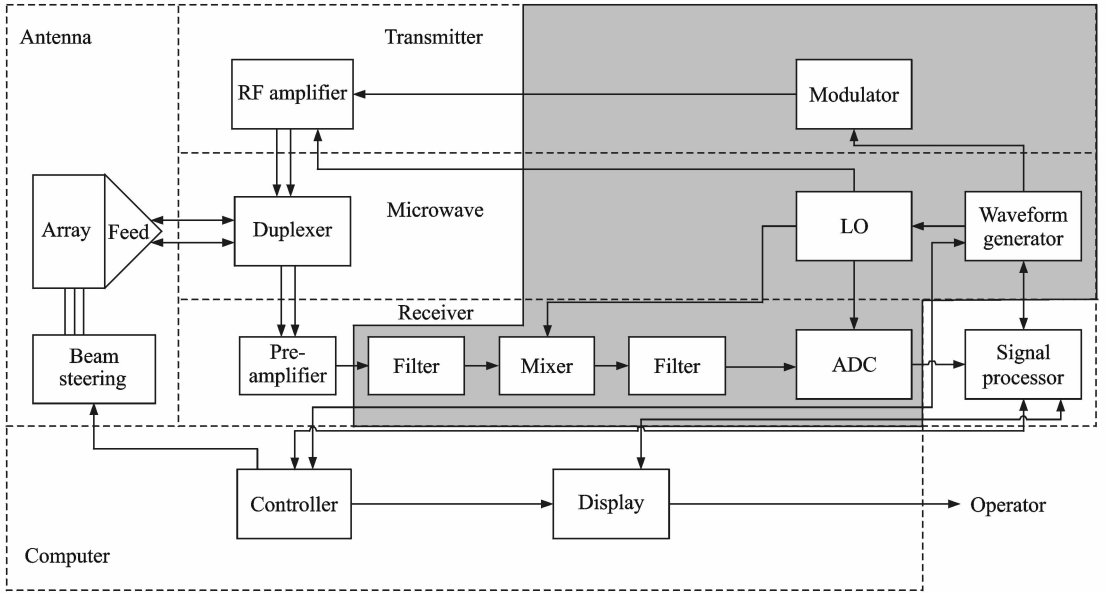 Antenna
Transmitter
RF amplifier
Modulator
Array
Feed
Duplexer
Microwave
LO
Waveform
generator
Receiver
Beam
steering
Pre-
amplifier
Filter
Mixer
Filter
ADC
Signal
processor
Controller
Display
Operator
Computer